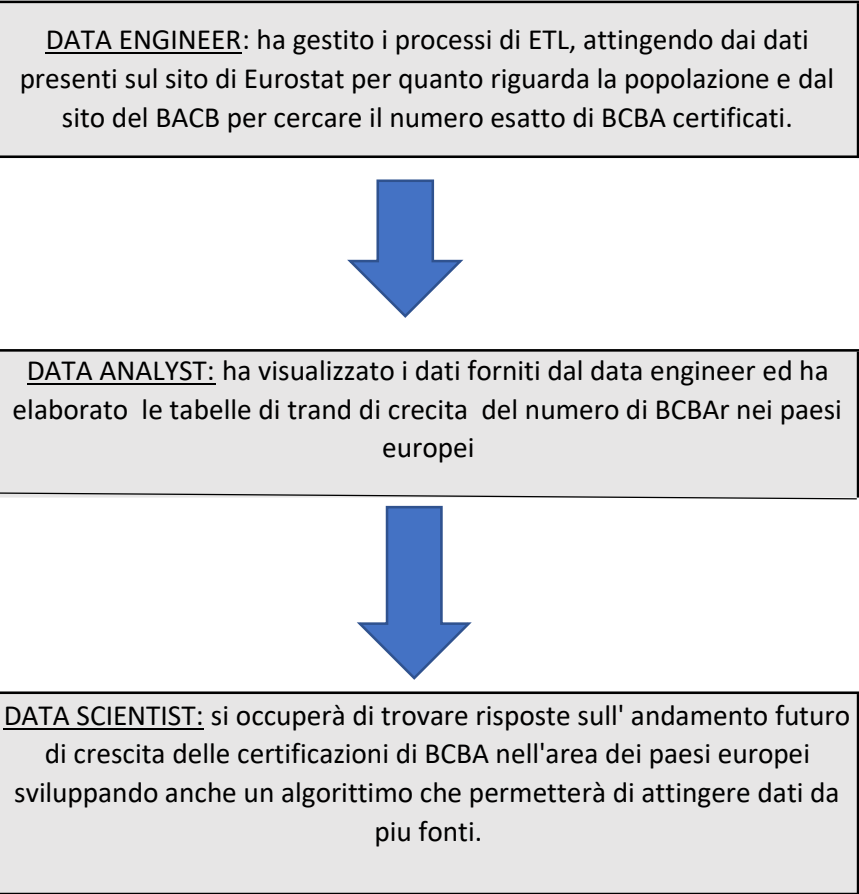 DATA ENGINEER: ha gestito i processi di ETL, attingendo dai dati
presenti sul sito di Eurostat per quanto riguarda la popolazione e dal
sito del BACB per cercare il numero esatto di BCBA certificati.
DATA ANALYST: ha visualizzato i dati forniti dal data engineer ed ha
elaborato  le tabelle di trand di crecita  del numero di BCBAr nei paesi
europei
DATA SCIENTIST: si occuperà di trovare risposte sull' andamento futuro
di crescita delle certificazioni di BCBA nell'area dei paesi europei
sviluppando anche un algorittimo che permetterà di attingere dati da
piu fonti.